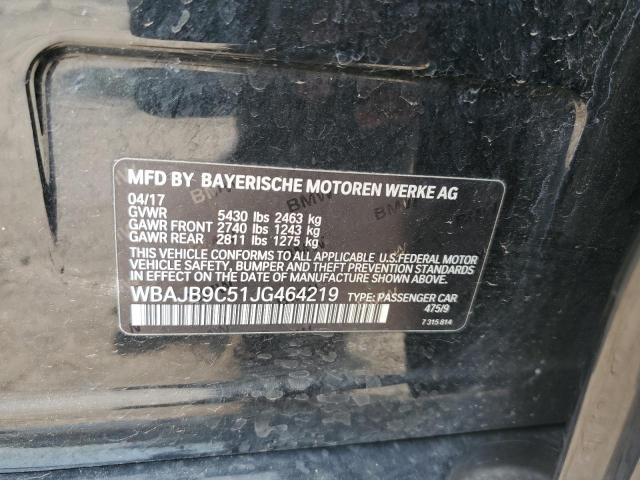 MFD BY BAYERISCHE MOTOREN WERKE AG
04/17
GVWR 5430 lbs 2463 kg
GAWR FRONT 2740 lbs 1243 kg
GAWR REAR 2811 lbs 1275 kg
THIS VEHICLE CONFORMS TO ALL APPLICABLE U.S.FEDERAL MOTOR
VEHICLE SAFETY, BUMPER AND THEFT PREVENTION STANDARDS
IN EFFECT ON THE DATE OF MANUFACTURE SHOWN ABOVE.
WBAJB9C51JG464219 TYPE: PASSENGER CAR
475/9
7 315 814